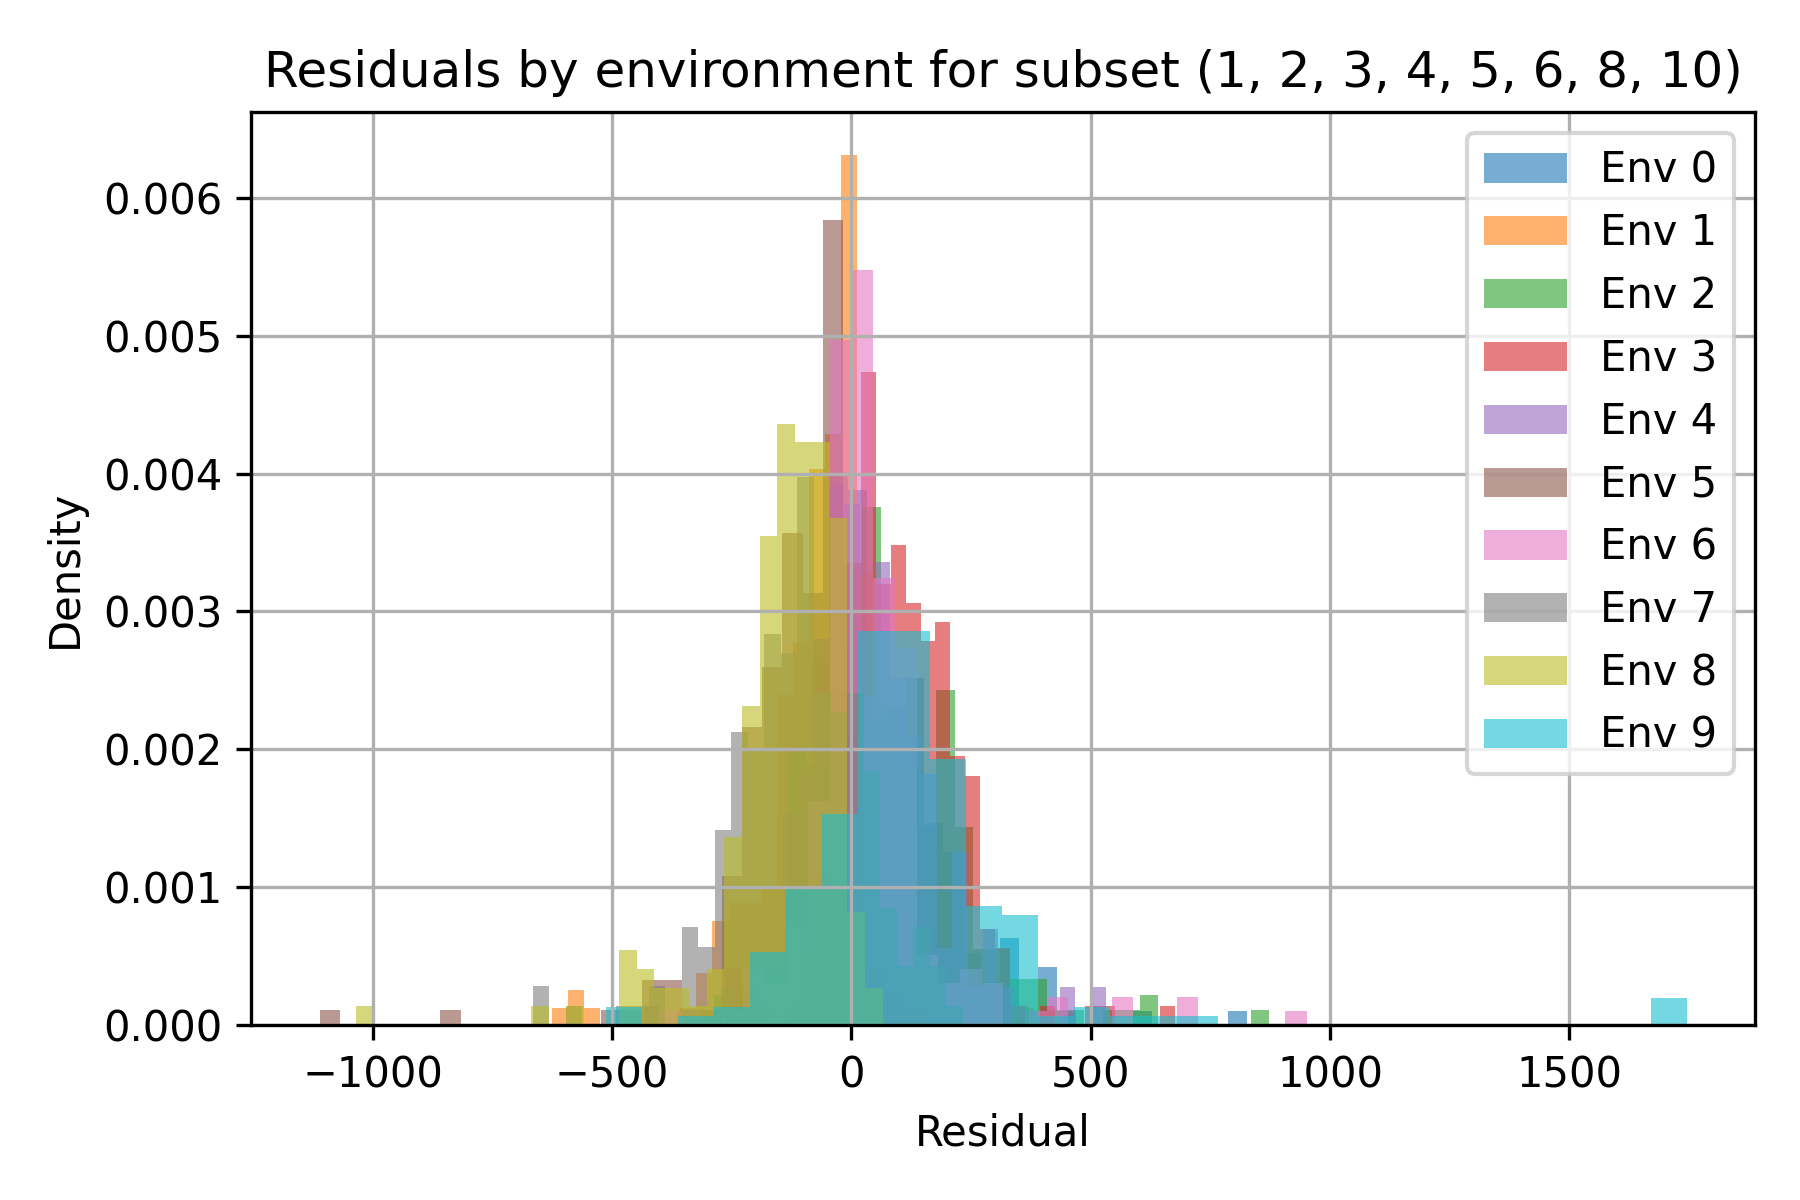 Residuals by environment for subset (1, 2, 3, 4, 5, 6, 8, 10)
Density
0.006
0.005
0.004
0.003
0.002
0.001
0.000
Env 0
Env 1
Env 2
Env 3
Env 4
Env 5
Env 6
Env 7
Env 8
Env 9
−1000 −500 0 500 1000 1500
Residual